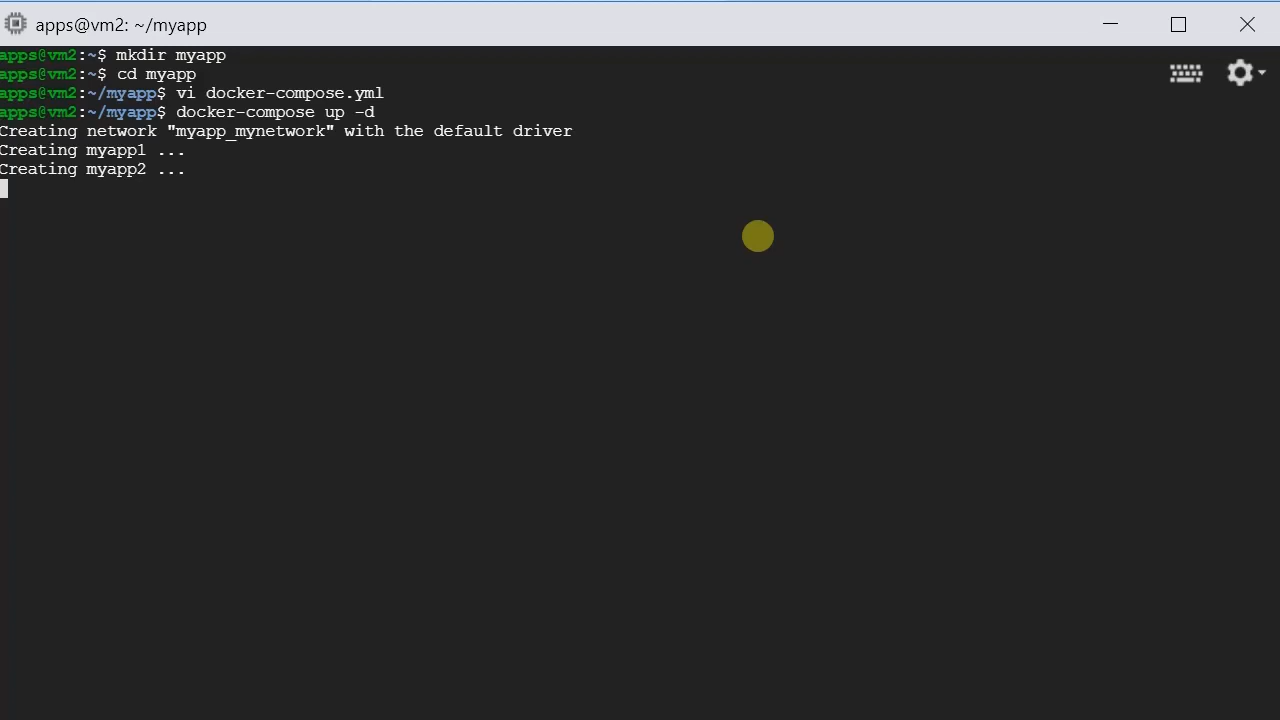 apps@vm2: ~/myapp
apps@vm2:~$ mkdir myapp
apps@vm2:~$ cd myapp
apps@vm2:~/myapp$ vi docker-compose.yml
apps@vm2:~/myapp$ docker-compose up -d
Creating network "myapp_mynetwork" with the default driver
Creating myapp1 ...
Creating myapp2 ...